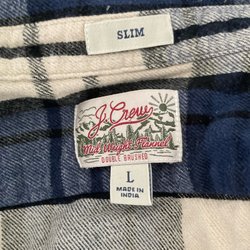 SLIM
J.Crew
Mid Weight Flannel
DOUBLE BRUSHED
L
MADE IN
INDIA